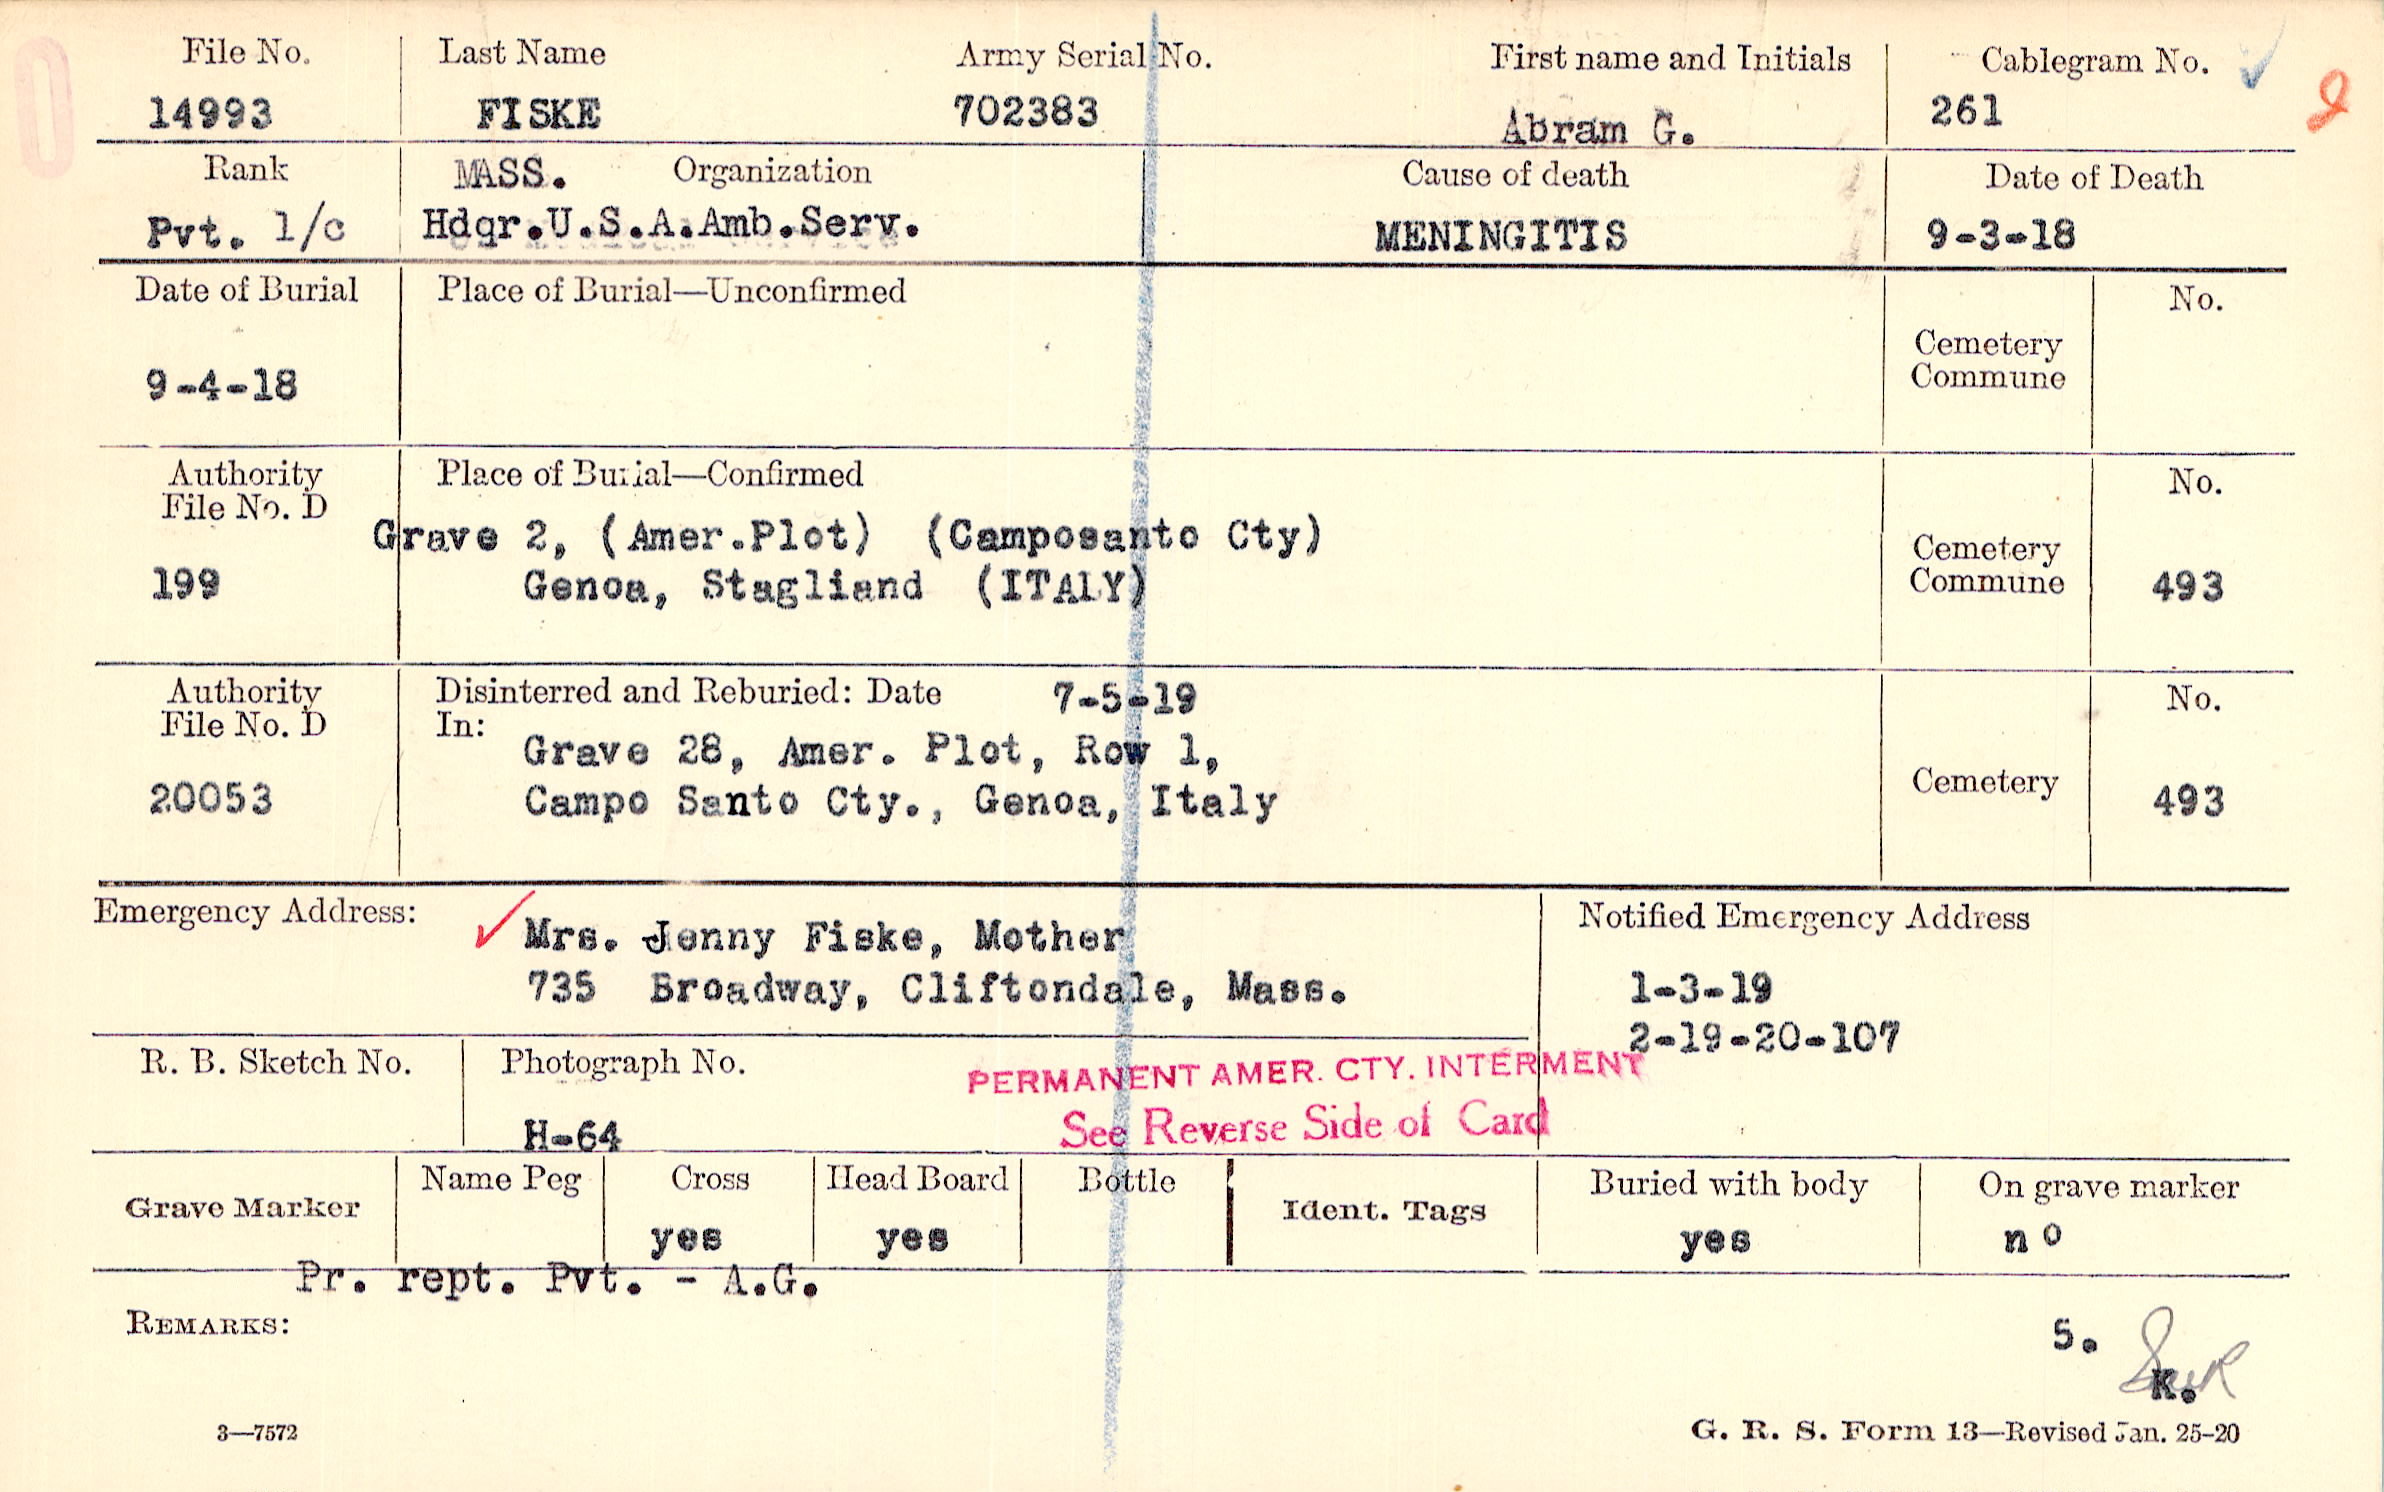 File No. Last Name Army Serial No. First name and Initials Cablegram No.
14993 FISKE 702383 Abram G. 261
Rank MASS. Organization Cause of death Date of Death
Pvt. 1/c Hdqr.U.S.A.Amb.Serv. MENINGITIS 9-3-18
Date of Burial Place of Burial—Unconfirmed No.
Cemetery
Commune
9-4-18
Authority Place of Burial—Confirmed No.
File No. D
Grave 2, (Amer.Plot) (Camposanto Cty)
Cemetery
199 Genoa, Stagliand (ITALY) Commune 493
Authority Disinterred and Reburied: Date 7-5-19 No.
File No. D In:
Grave 28, Amer. Plot, Row 1,
20053 Campo Santo Cty., Genoa, Italy Cemetery 493
Emergency Address: Notified Emergency Address
Mrs. Jenny Fiske, Mother
735 Broadway, Cliftondale, Mass. 1-3-19
2-19-20-107
R. B. Sketch No. Photograph No. PERMANENT AMER. CTY. INTERMENT
H-64 See Reverse Side of Card
Grave Marker Name Peg Cross Head Board Bottle Ident. Tags Buried with body On grave marker
yes yes yes no
Pr. rept. Pvt. - A.G.
REMARKS:
5.
K.
3—7572 G. R. S. Form 13—Revised Jan. 25-20